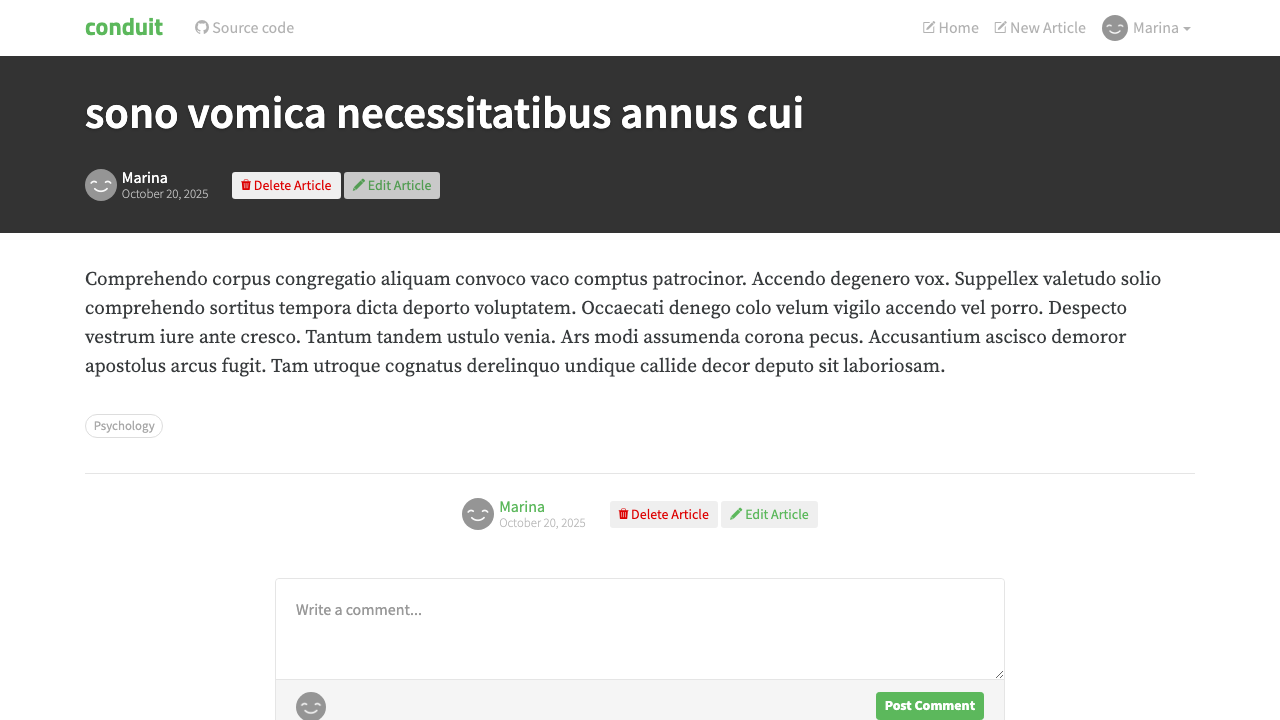 conduit
Source code
Home
New Article
Marina
sono vomica necessitatibus annus cui
Marina
October 20, 2025
Delete Article
Edit Article
Comprehendo corpus congregatio aliquam convoco vaco comptus patrocinor. Accendo degenero vox. Suppellex valetudo solio
comprehendo sortitus tempora dicta deporto voluptatem. Occaecati denego colo velum vigilo accendo vel porro. Despecto
vestrum iure ante cresco. Tantum tandem ustulo venia. Ars modi assumenda corona pecus. Accusantium ascisco demoror
apostolus arcus fugit. Tam utroque cognatus derelinquo undique callide decor deputo sit laboriosam.
Psychology
Marina
October 20, 2025
Delete Article
Edit Article
Write a comment...
Post Comment